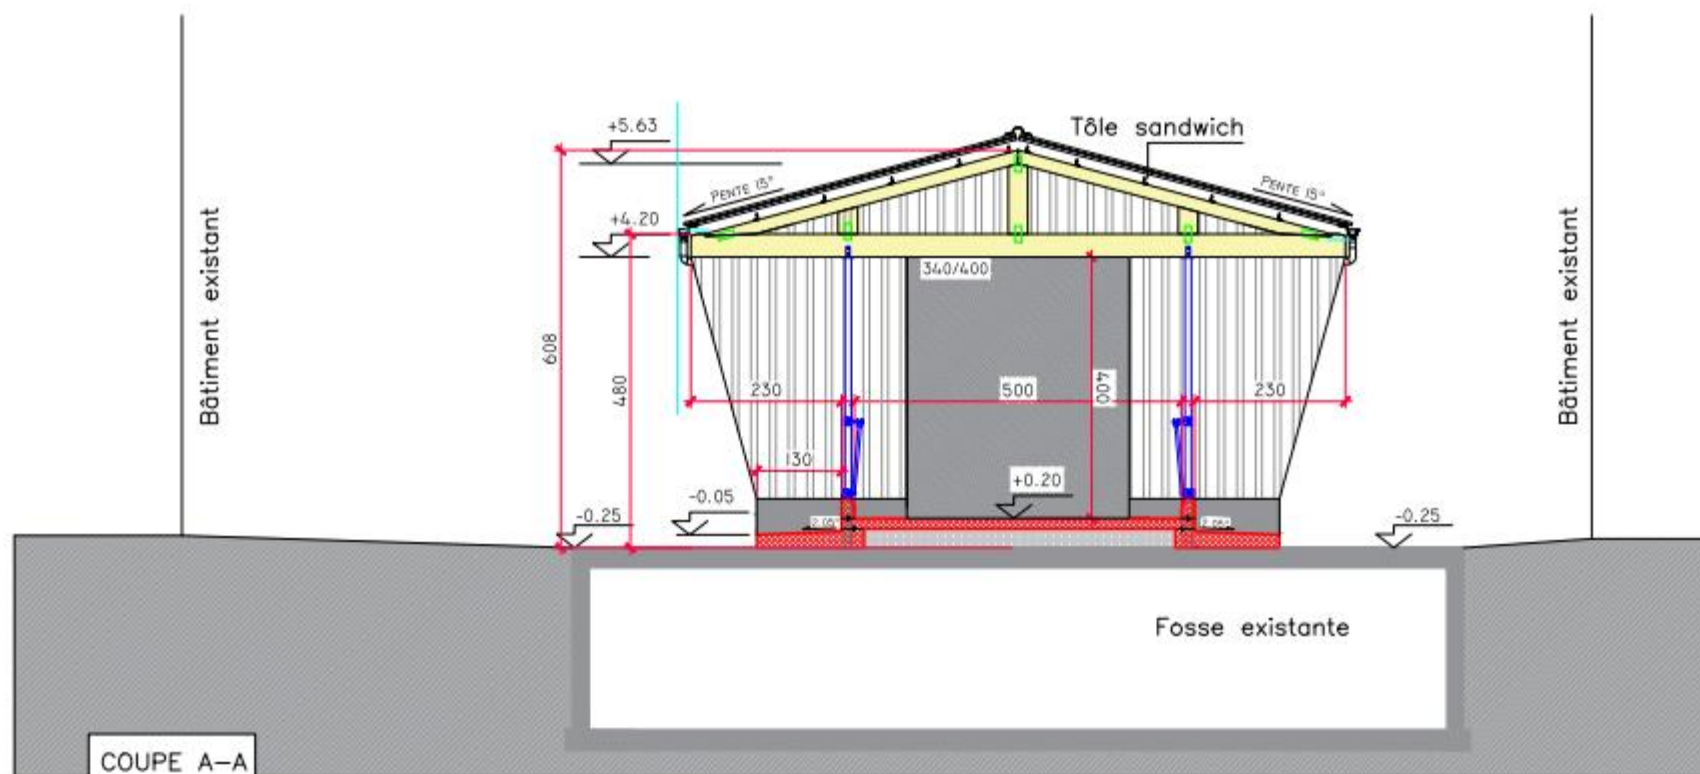 +5.63
Tôle sandwich
PENTE 15°
PENTE 15°
+4.20
Bâtiment existant
Bâtiment existant
340/400
608
480
230
500
400
230
130
+0.20
-0.05
-0.25
-0.25
Fosse existante
COUPE A-A